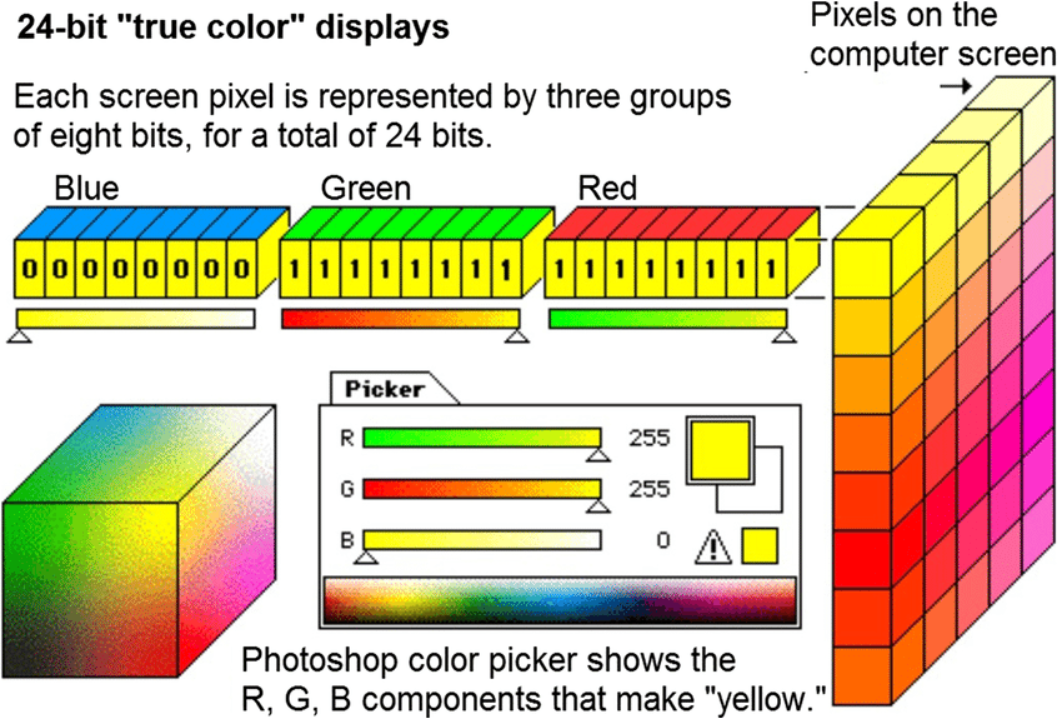 24-bit "true color" displays
Pixels on the
computer screen
Each screen pixel is represented by three groups
of eight bits, for a total of 24 bits.
Blue Green Red
0 0 0 0 0 0 0 0 1 1 1 1 1 1 1 1 1 1 1 1 1 1 1 1
Picker
R 255
G 255
B 0
Photoshop color picker shows the
R, G, B components that make "yellow."